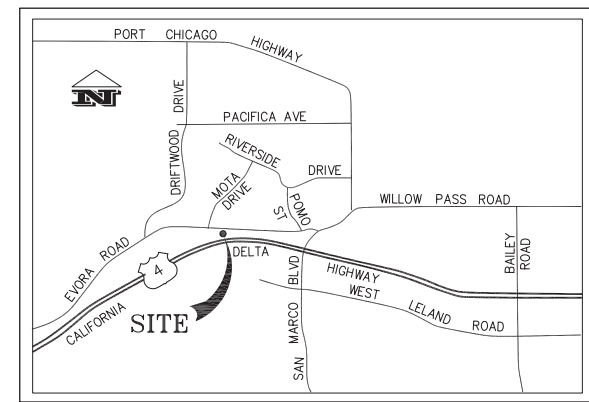 PORT CHICAGO HIGHWAY
N
DRIFTWOOD DRIVE
PACIFICA AVE
RIVERSIDE DRIVE
MOTA
DRIVE
POMO
ST
WILLOW PASS ROAD
EVORA ROAD
4
CALIFORNIA DELTA HIGHWAY
BAILEY
ROAD
WEST LELAND ROAD
SAN MARCO BLVD
SITE